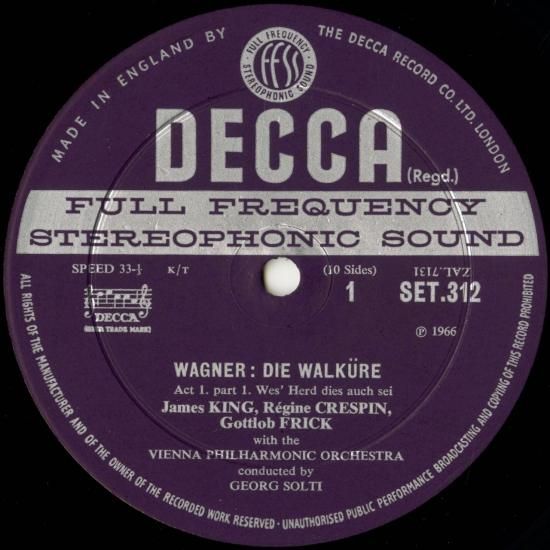 MADE IN ENGLAND BY
THE DECCA RECORD CO. LTD. LONDON
FULL FREQUENCY
FFSS
STEREOPHONIC SOUND
DECCA
(Regd.)
FULL FREQUENCY
STEREOPHONIC SOUND
SPEED 33-⅓ K/T
(10 Sides)
ZAL.7131
1 SET.312
DECCA
(REGD TRADE MARK)
℗ 1966
WAGNER: DIE WALKÜRE
Act 1. part 1. Wes' Herd dies auch sei
James KING, Régine CRESPIN,
Gottlob FRICK
with the
VIENNA PHILHARMONIC ORCHESTRA
conducted by
GEORG SOLTI
ALL RIGHTS OF THE MANUFACTURER AND OF THE OWNER OF THE RECORDED WORK RESERVED · UNAUTHORISED PUBLIC PERFORMANCE BROADCASTING AND COPYING OF THIS RECORD PROHIBITED